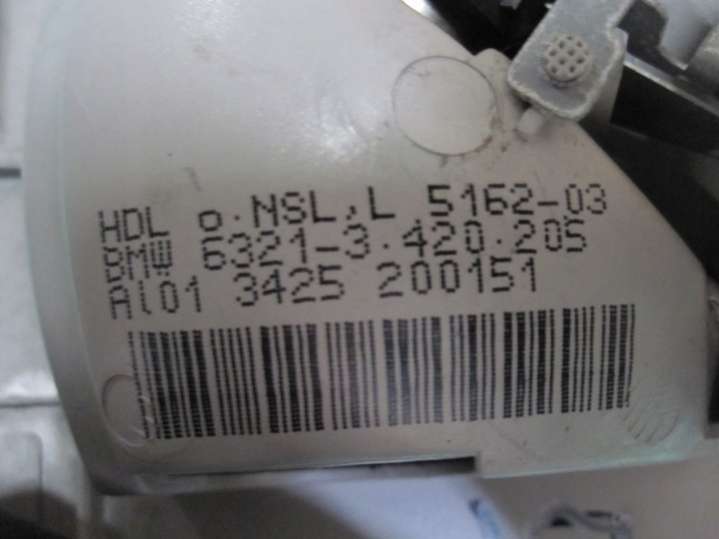 HDL o.NSL,L 5162-03
BMW 6321-3.420.205
AL01 3425 200151